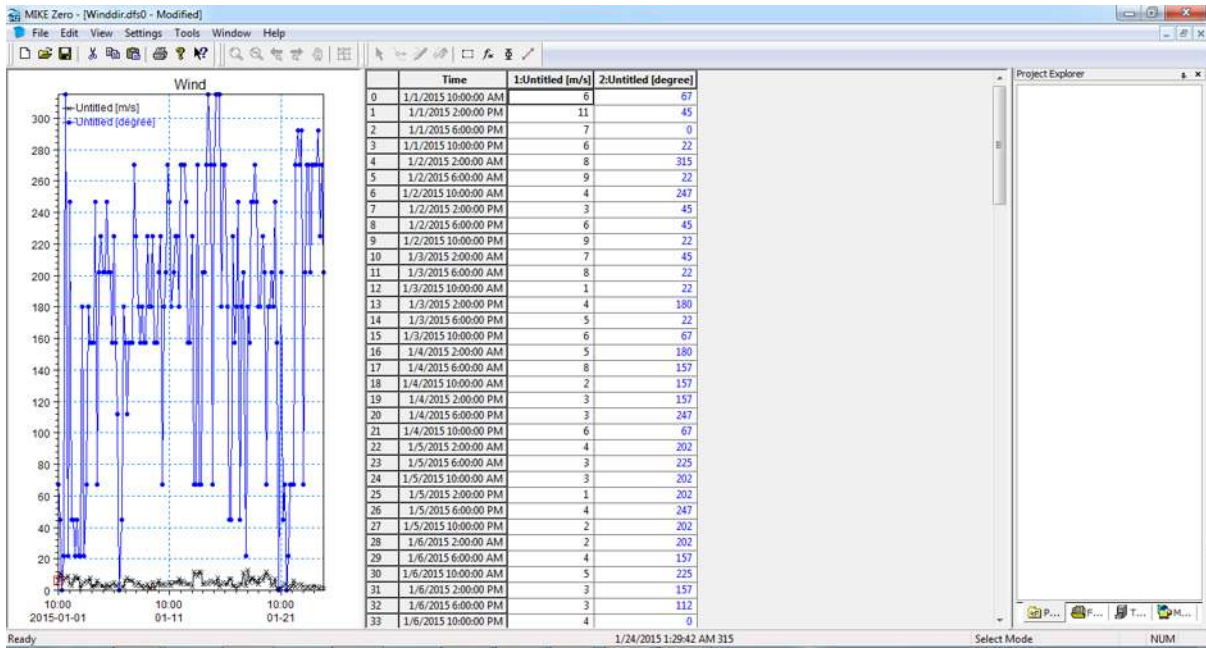 MIKE Zero - [Winddir.dfs0 - Modified]
File Edit View Settings Tools Window Help
Wind
Untitled [m/s]
Untitled [degree]
300
280
260
240
220
200
180
160
140
120
100
80
60
40
20
0
10:00 10:00 10:00
2015-01-01 01-11 01-21
Time 1:Untitled [m/s] 2:Untitled [degree]
0 1/1/2015 10:00:00 AM 6 67
1 1/1/2015 2:00:00 PM 11 45
2 1/1/2015 6:00:00 PM 7 0
3 1/1/2015 10:00:00 PM 6 22
4 1/2/2015 2:00:00 AM 8 315
5 1/2/2015 6:00:00 AM 9 22
6 1/2/2015 10:00:00 AM 4 247
7 1/2/2015 2:00:00 PM 3 45
8 1/2/2015 6:00:00 PM 6 45
9 1/2/2015 10:00:00 PM 9 22
10 1/3/2015 2:00:00 AM 7 45
11 1/3/2015 6:00:00 AM 8 22
12 1/3/2015 10:00:00 AM 1 22
13 1/3/2015 2:00:00 PM 4 180
14 1/3/2015 6:00:00 PM 5 22
15 1/3/2015 10:00:00 PM 6 67
16 1/4/2015 2:00:00 AM 5 180
17 1/4/2015 6:00:00 AM 8 157
18 1/4/2015 10:00:00 AM 2 157
19 1/4/2015 2:00:00 PM 3 157
20 1/4/2015 6:00:00 PM 3 247
21 1/4/2015 10:00:00 PM 6 67
22 1/5/2015 2:00:00 AM 4 202
23 1/5/2015 6:00:00 AM 3 225
24 1/5/2015 10:00:00 AM 3 202
25 1/5/2015 2:00:00 PM 1 202
26 1/5/2015 6:00:00 PM 4 247
27 1/5/2015 10:00:00 PM 2 202
28 1/6/2015 2:00:00 AM 2 202
29 1/6/2015 6:00:00 AM 4 157
30 1/6/2015 10:00:00 AM 5 225
31 1/6/2015 2:00:00 PM 3 157
32 1/6/2015 6:00:00 PM 3 112
33 1/6/2015 10:00:00 PM 4 0
Project Explorer
P... F... T... M...
Ready 1/24/2015 1:29:42 AM 315 Select Mode NUM